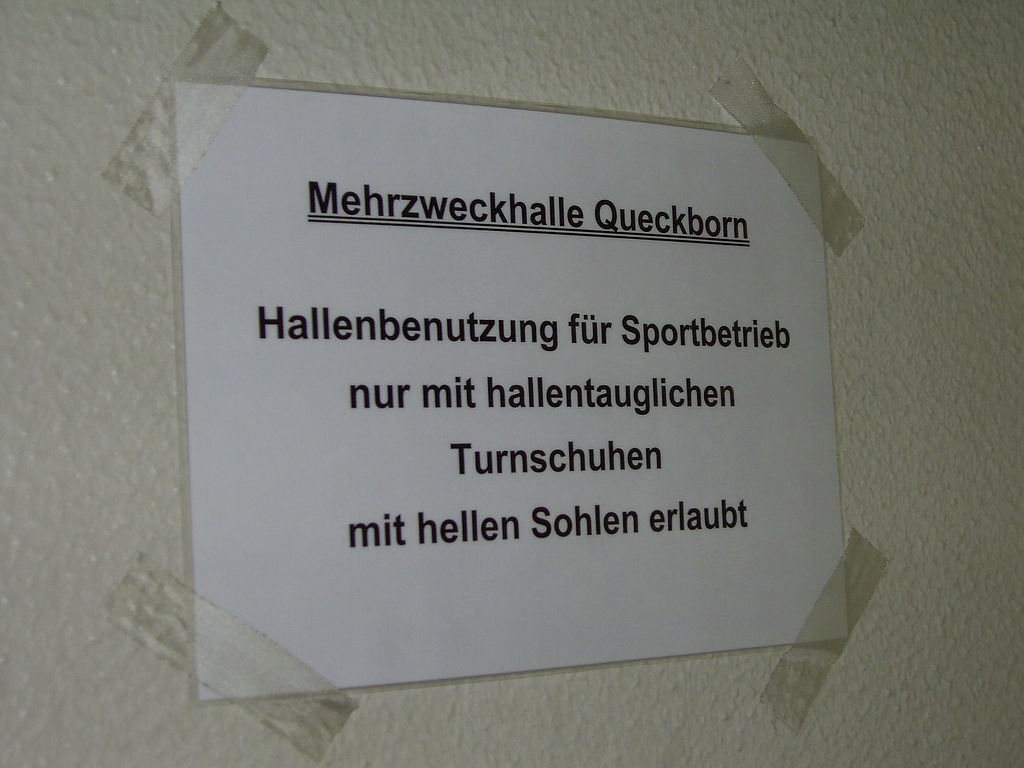 Mehrzweckhalle Queckborn
Hallenbenutzung für Sportbetrieb
nur mit hallentauglichen
Turnschuhen
mit hellen Sohlen erlaubt